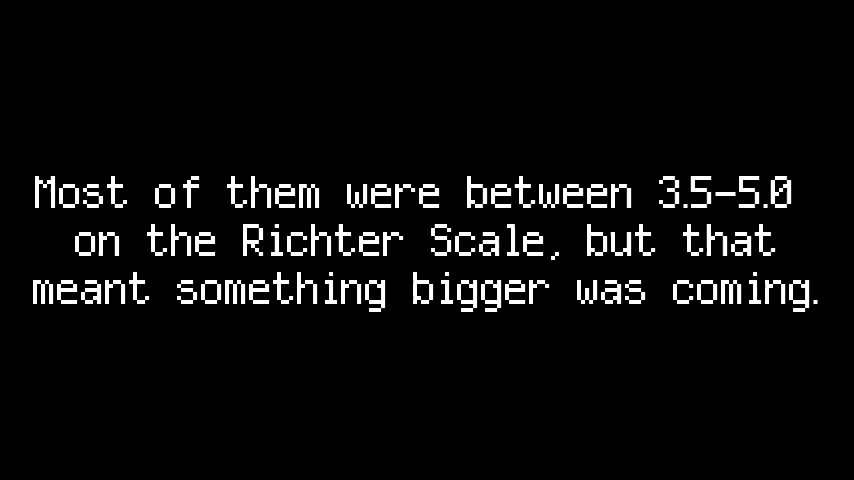 Most of them were between 3.5-5.0
on the Richter Scale, but that
meant something bigger was coming.